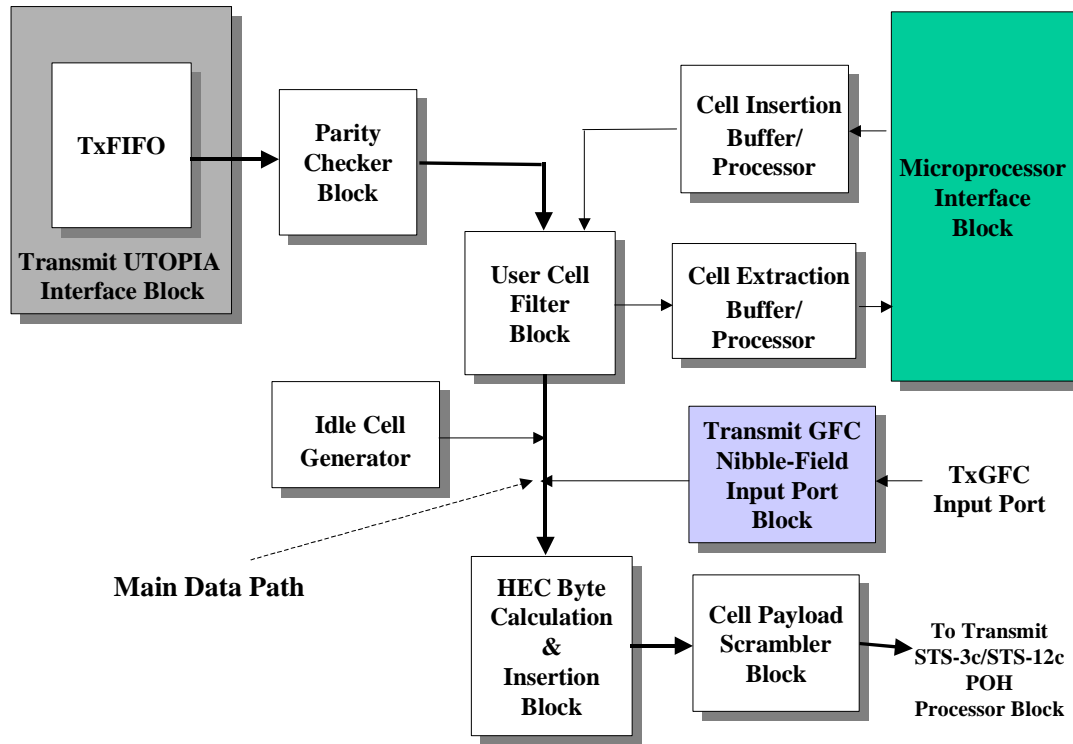 TxFIFO
Transmit UTOPIA
Interface Block
Parity
Checker
Block
Cell Insertion
Buffer/
Processor
Microprocessor
Interface
Block
User Cell
Filter
Block
Cell Extraction
Buffer/
Processor
Idle Cell
Generator
Transmit GFC
Nibble-Field
Input Port
Block
TxGFC
Input Port
Main Data Path
HEC Byte
Calculation
&
Insertion
Block
Cell Payload
Scrambler
Block
To Transmit
STS-3c/STS-12c
POH
Processor Block